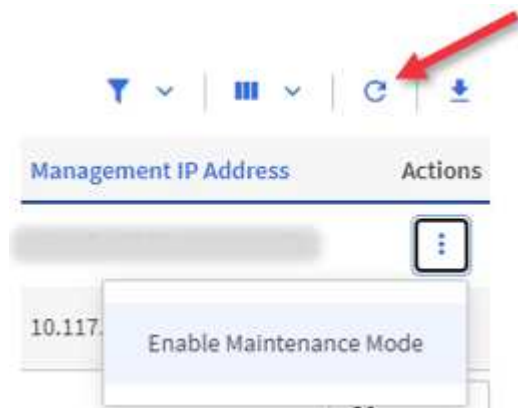 Management IP Address Actions
10.117.
Enable Maintenance Mode